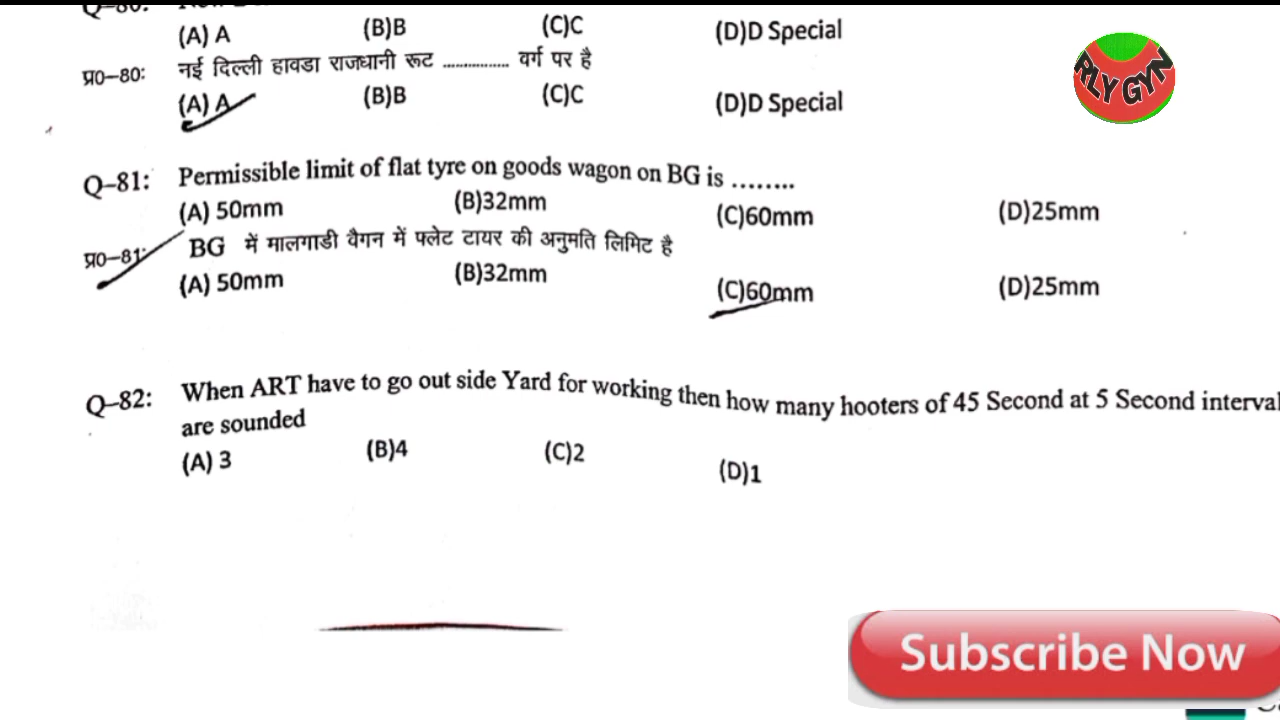 (A) A (B)B (C)C (D)D Special
प्र०–80: नई दिल्ली हावडा राजधानी रूट ................ वर्ग पर है
(A) A (B)B (C)C (D)D Special
RLY GYN
Q–81: Permissible limit of flat tyre on goods wagon on BG is ........
(A) 50mm (B)32mm (C)60mm (D)25mm
प्र०–81: BG में मालगाडी वैगन में फ्लेट टायर की अनुमति लिमिट है
(A) 50mm (B)32mm (C)60mm (D)25mm
Q–82: When ART have to go out side Yard for working then how many hooters of 45 Second at 5 Second interval
are sounded
(A) 3 (B)4 (C)2 (D)1
Subscribe Now